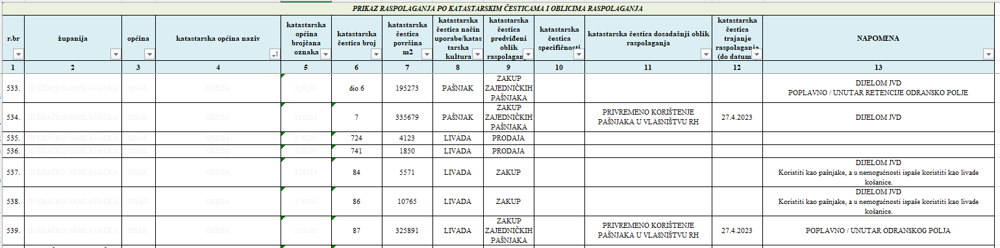 PRIKAZ RASPOLAGANJA PO KATASTARSKIM ČESTICAMA I OBLICIMA RASPOLAGANJA
r.br županija općina katastarska općina naziv katastarska općina brojčana oznaka katastarska čestica broj katastarska čestica površina m2 katastarska čestica način uporabe/katastarska kultura katastarska čestica predviđeni oblik katastarska čestica specifičnosti katastarska čestica dosadašnji oblik raspolaganja katastarska čestica trajanje raspolaganja (do datuma NAPOMENA
1 2 3 4 5 6 7 8 9 10 11 12 13
533. III SISAČKO-MOSLAVAČKA SISAK GREDA 326283 dio 6 195273 PAŠNJAK ZAKUP ZAJEDNIČKIH PAŠNJAKA DIJELOM JVD
POPLAVNO / UNUTAR RETENCIJE ODRANSKO POLJE
534. III SISAČKO-MOSLAVAČKA SISAK GREDA 326283 7 335679 PAŠNJAK ZAKUP ZAJEDNIČKIH PAŠNJAKA PRIVREMENO KORIŠTENJE PAŠNJAKA U VLASNIŠTVU RH 27.4.2023 DIJELOM JVD
535. III SISAČKO-MOSLAVAČKA SISAK GREDA 326283 724 4123 LIVADA PRODAJA
536. III SISAČKO-MOSLAVAČKA SISAK GREDA 326283 741 1850 LIVADA PRODAJA
537. III SISAČKO-MOSLAVAČKA SISAK GREDA 326283 84 5571 LIVADA ZAKUP DIJELOM JVD
Koristiti kao pašnjake, a u nemogućnosti ispaše koristiti kao livade košanice.
538. III SISAČKO-MOSLAVAČKA SISAK GREDA 326283 86 10765 LIVADA ZAKUP DIJELOM JVD
Koristiti kao pašnjake, a u nemogućnosti ispaše koristiti kao livade košanice.
539. III SISAČKO-MOSLAVAČKA SISAK GREDA 326283 87 325891 LIVADA ZAKUP ZAJEDNIČKIH PAŠNJAKA PRIVREMENO KORIŠTENJE PAŠNJAKA U VLASNIŠTVU RH 27.4.2023 POPLAVNO / UNUTAR ODRANSKOG POLJA